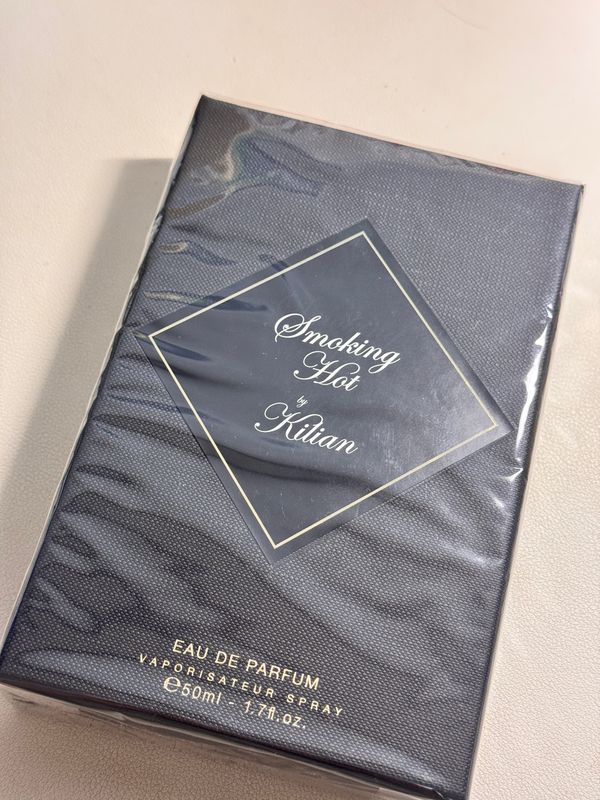 Smoking
Hot
by
Kilian
EAU DE PARFUM
VAPORISATEUR SPRAY
℮50ml - 1.7fl.oz.